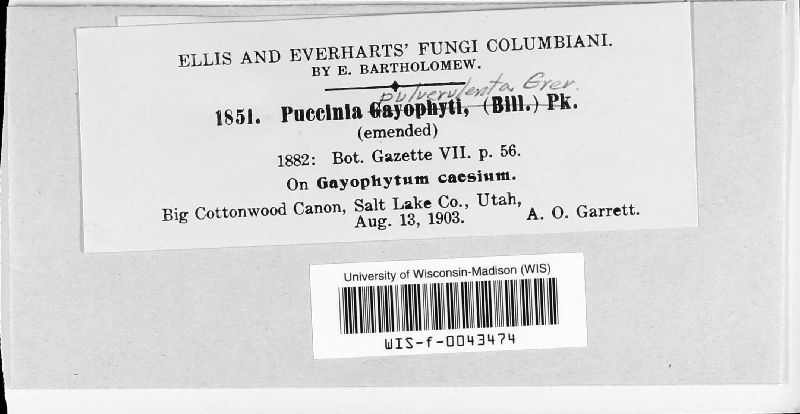 ELLIS AND EVERHARTS' FUNGI COLUMBIANI.
BY E. BARTHOLOMEW.
pulverulenta, Grev.
1851. Puccinia Gayophyti, (Bill.) Pk.
(emended)
1882: Bot. Gazette VII. p. 56.
On Gayophytum caesium.
Big Cottonwood Canon, Salt Lake Co., Utah,
Aug. 13, 1903. A. O. Garrett.
University of Wisconsin-Madison (WIS)
WIS-f-0043474